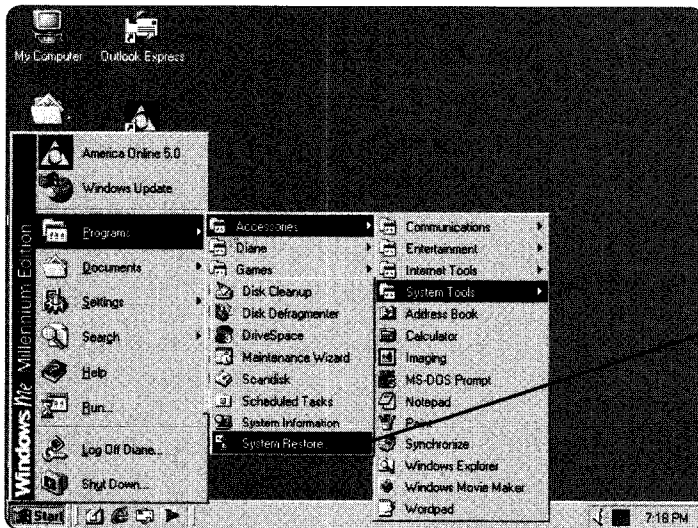 My Computer
Outlook Express
America Online 5.0
Windows Update
Programs
Documents
Settings
Search
Help
Run...
Log Off Diane...
Shut Down...
Windows Me Millennium Edition
Accessories
Diane
Games
Disk Cleanup
Disk Defragmenter
DriveSpace
Maintenance Wizard
Scandisk
Scheduled Tasks
System Information
System Restore
Communications
Entertainment
Internet Tools
System Tools
Address Book
Calculator
Imaging
MS-DOS Prompt
Notepad
Paint
Synchronize
Windows Explorer
Windows Movie Maker
Wordpad
Start
7:18 PM